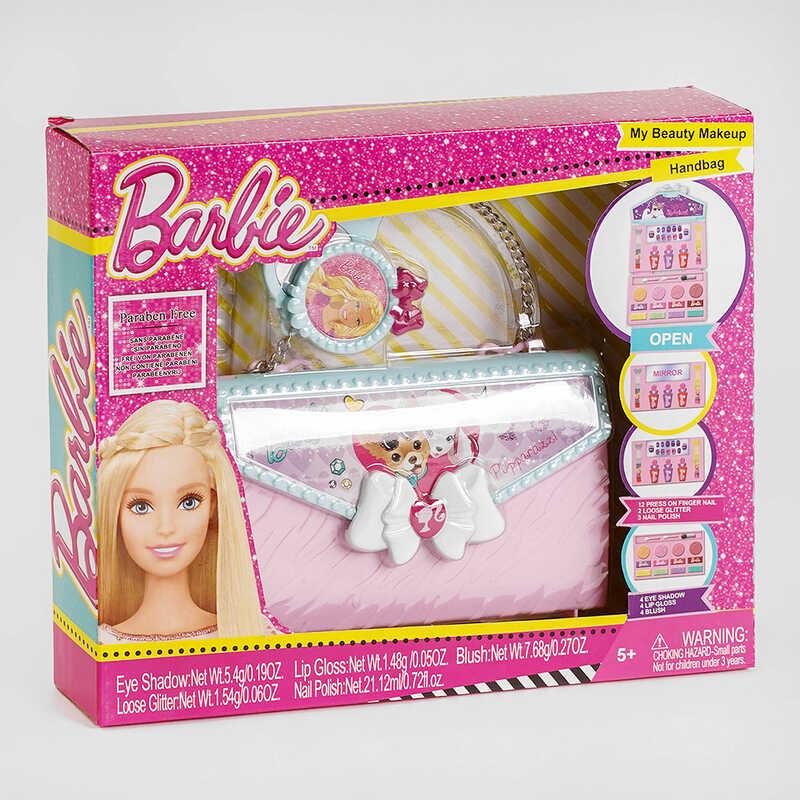 My Beauty Makeup
Handbag
Barbie™
Barbie
Paraben Free
SANS PARABENE
SIN PARABENO
FREI VON PARABENEN
NON CONTIENE PARABENI
PARABEENVRIJ
Barbie
OPEN
MIRROR
Pupparazzi
12 PRESS ON FINGER NAIL
2 LOOSE GLITTER
3 NAIL POLISH
4 EYE SHADOW
4 LIP GLOSS
4 BLUSH
Eye Shadow:Net Wt.5.4g/0.19OZ. Lip Gloss:Net Wt.1.48g /0.05OZ. Blush:Net Wt.7.68g/0.27OZ.
Loose Glitter:Net Wt.1.54g/0.06OZ. Nail Polish:Net.21.12ml/0.72fl.oz.
5+
WARNING:
CHOKING HAZARD-Small parts
Not for children under 3 years.